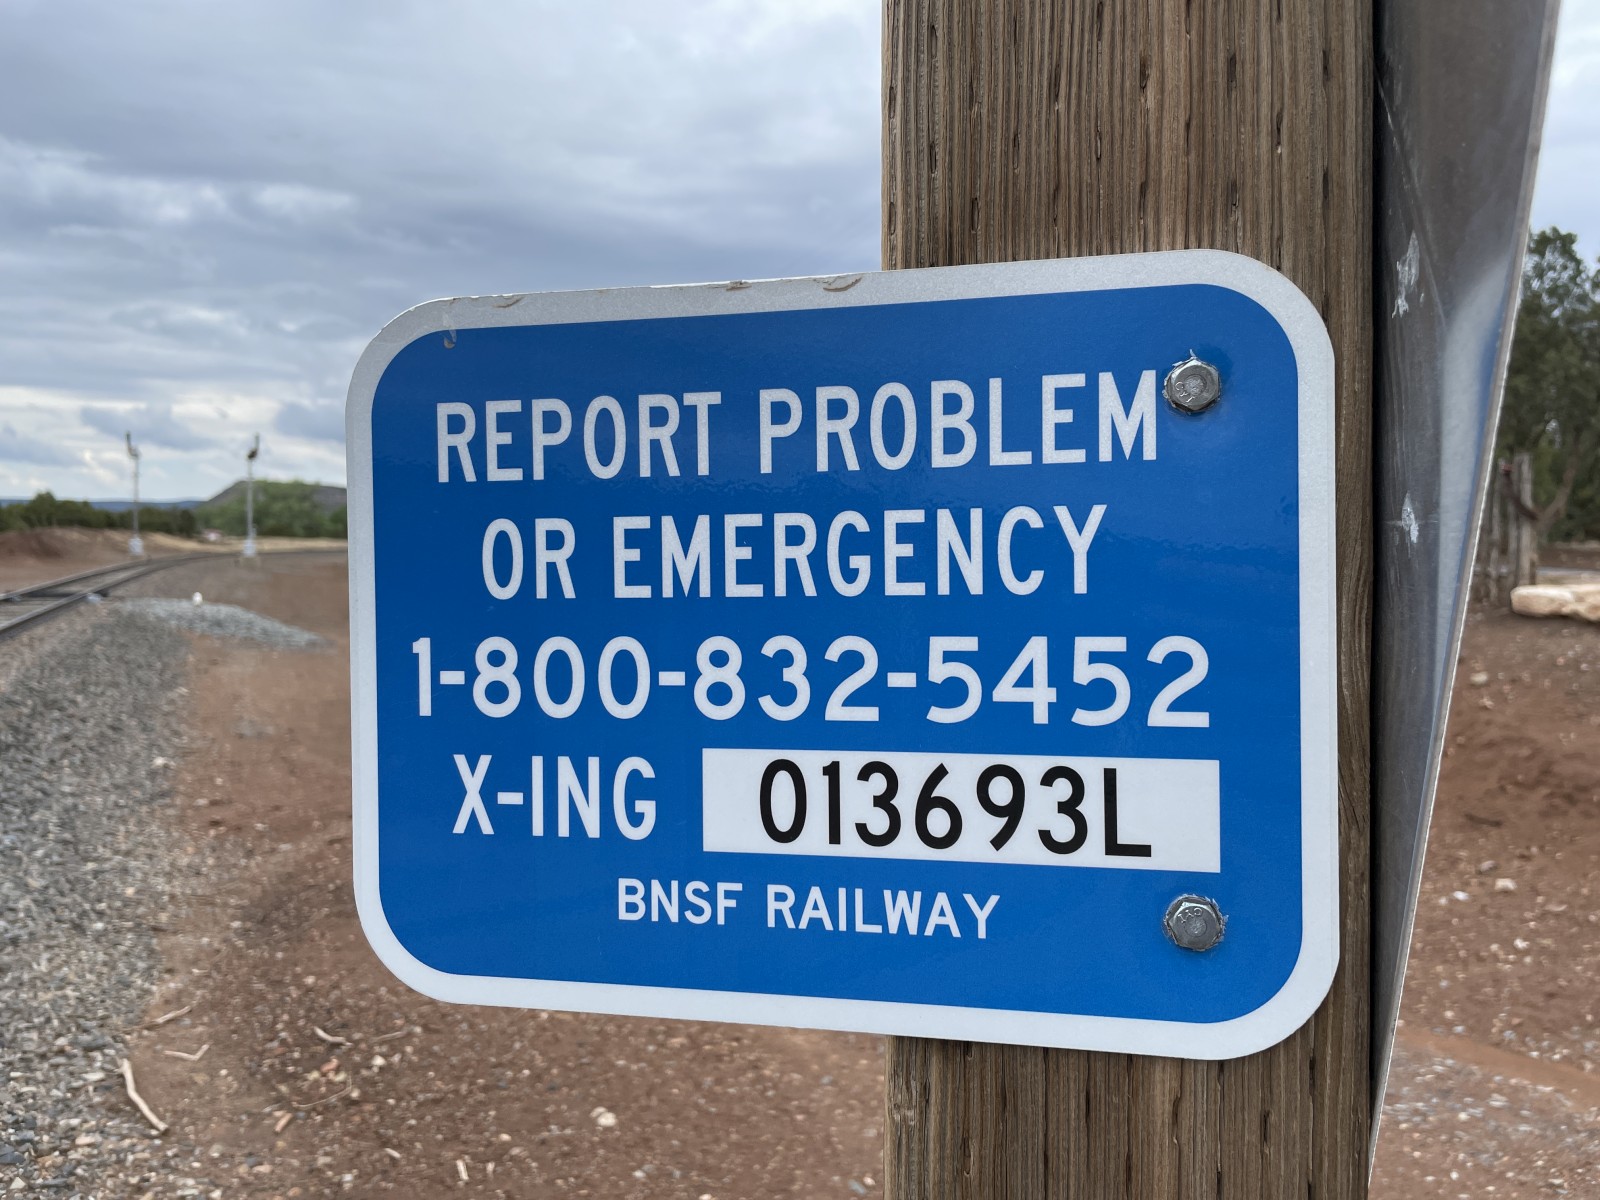 REPORT PROBLEM
OR EMERGENCY
1-800-832-5452
X-ING 013693L
BNSF RAILWAY